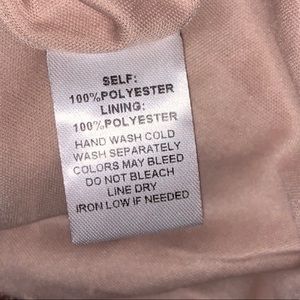 SELF:
100%POLYESTER
LINING:
100%POLYESTER
HAND WASH COLD
WASH SEPARATELY
COLORS MAY BLEED
DO NOT BLEACH
LINE DRY
IRON LOW IF NEEDED